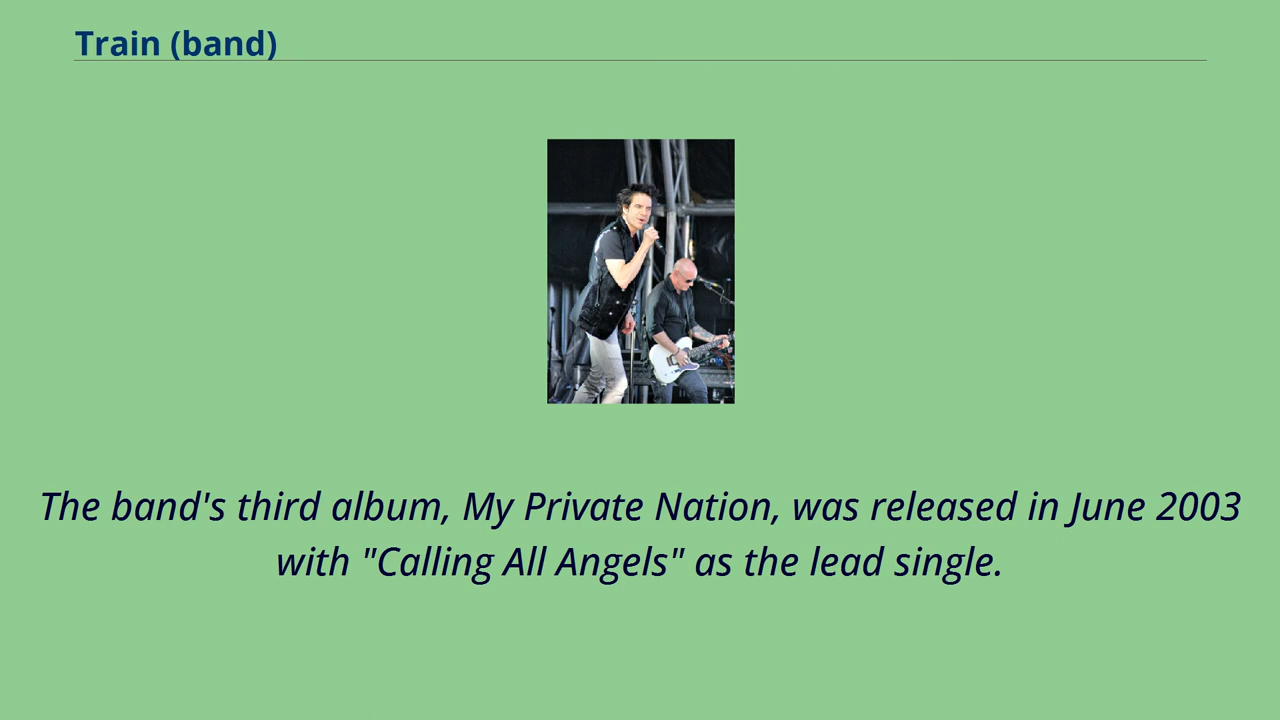 Train (band)
The band's third album, My Private Nation, was released in June 2003
with "Calling All Angels" as the lead single.